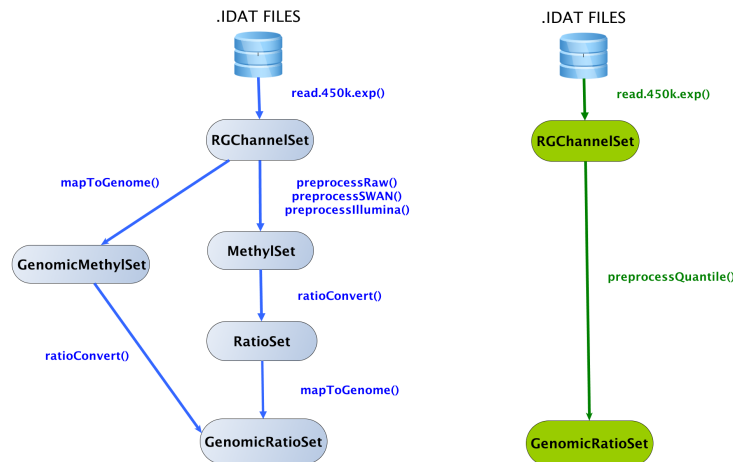 .IDAT FILES
read.450k.exp()
RGChannelSet
mapToGenome()
preprocessRaw()
preprocessSWAN()
preprocessIllumina()
GenomicMethylSet
MethylSet
ratioConvert()
RatioSet
ratioConvert()
mapToGenome()
GenomicRatioSet
.IDAT FILES
read.450k.exp()
RGChannelSet
preprocessQuantile()
GenomicRatioSet